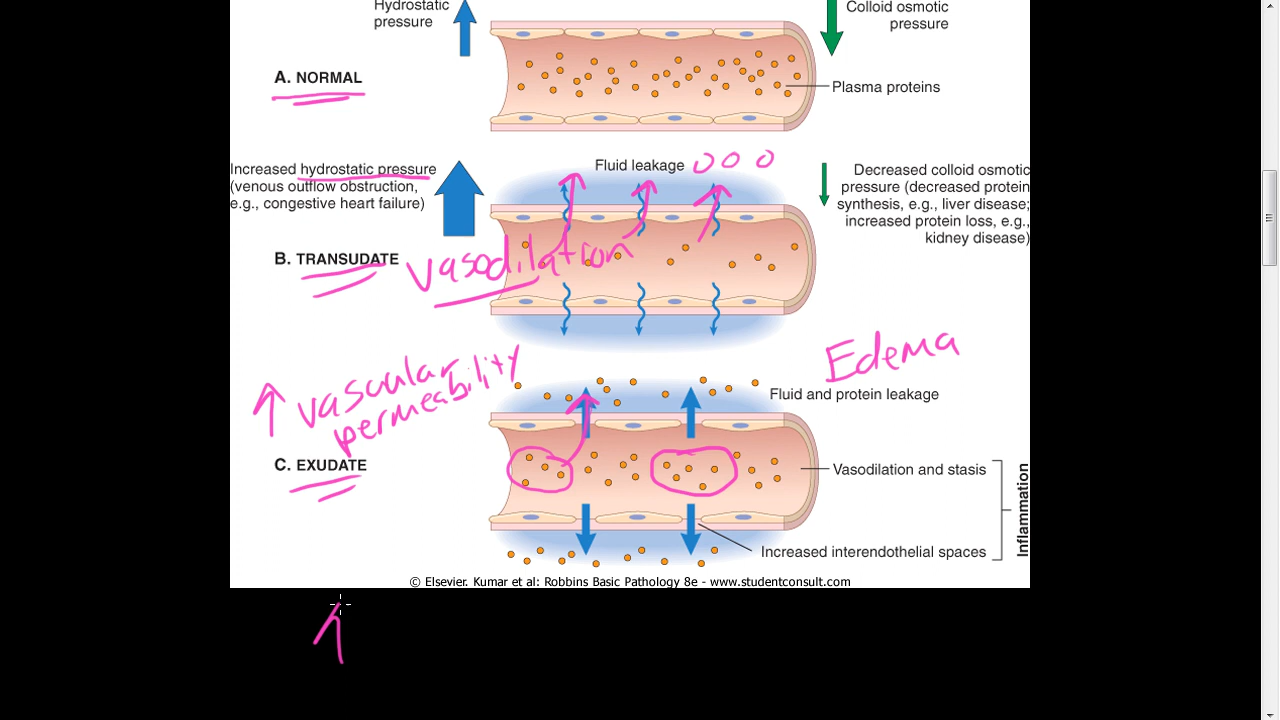 Hydrostatic
pressure
Colloid osmotic
pressure
A. NORMAL
Plasma proteins
Increased hydrostatic pressure
(venous outflow obstruction,
e.g., congestive heart failure)
Fluid leakage
Decreased colloid osmotic
pressure (decreased protein
synthesis, e.g., liver disease;
increased protein loss, e.g.,
kidney disease)
B. TRANSUDATE
vasodilation
Edema
↑ vascular
permeability
Fluid and protein leakage
C. EXUDATE
Vasodilation and stasis
Increased interendothelial spaces
Inflammation
© Elsevier. Kumar et al: Robbins Basic Pathology 8e - www.studentconsult.com